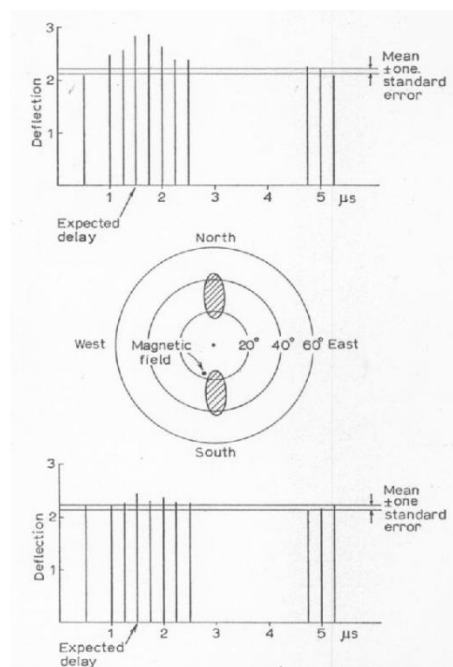 3
2
1
Deflection
Mean
±one
standard
error
1
2
3
4
5
μs
Expected
delay
North
West
Magnetic
field
20°
40°
60°
East
South
3
2
1
Deflection
Mean
±one
standard
error
1
2
3
4
5
μs
Expected
delay